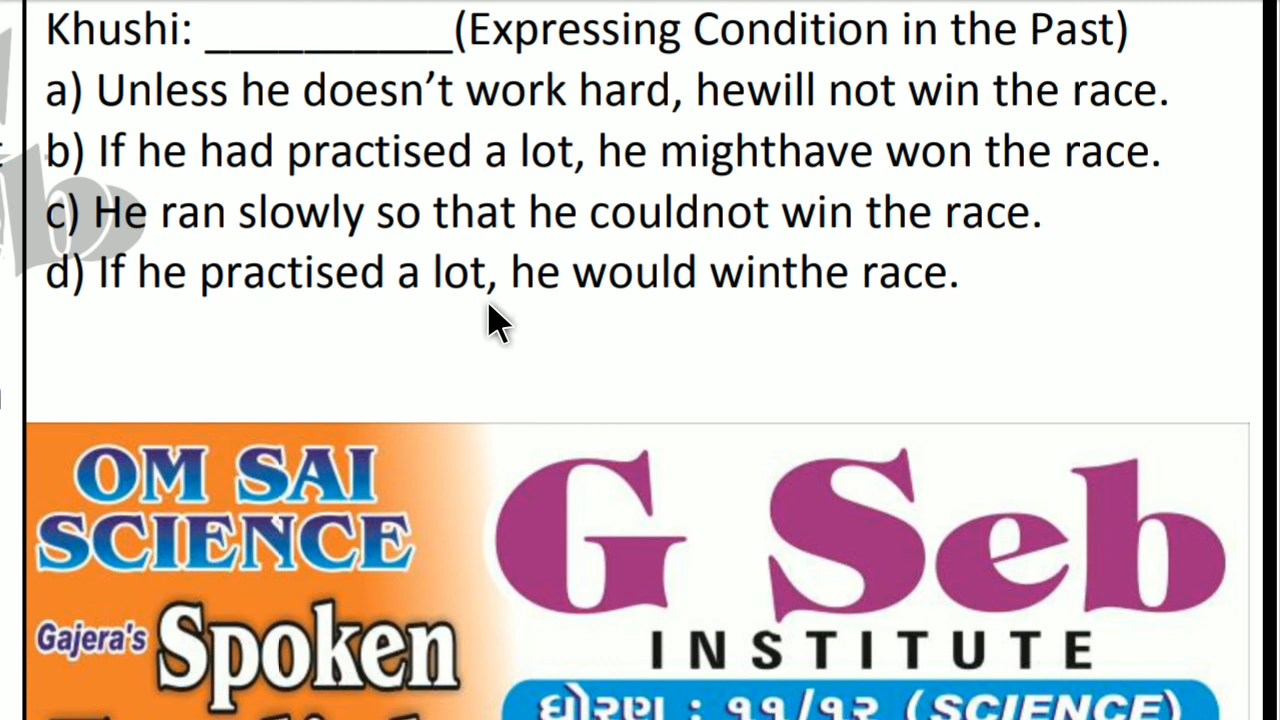 Khushi: __________(Expressing Condition in the Past)
a) Unless he doesn’t work hard, hewill not win the race.
b) If he had practised a lot, he mighthave won the race.
c) He ran slowly so that he couldnot win the race.
d) If he practised a lot, he would winthe race.
OM SAI
SCIENCE
Gajera's Spoken
G Seb
INSTITUTE
ધોરણ : ૧૧/૧૨ (SCIENCE)